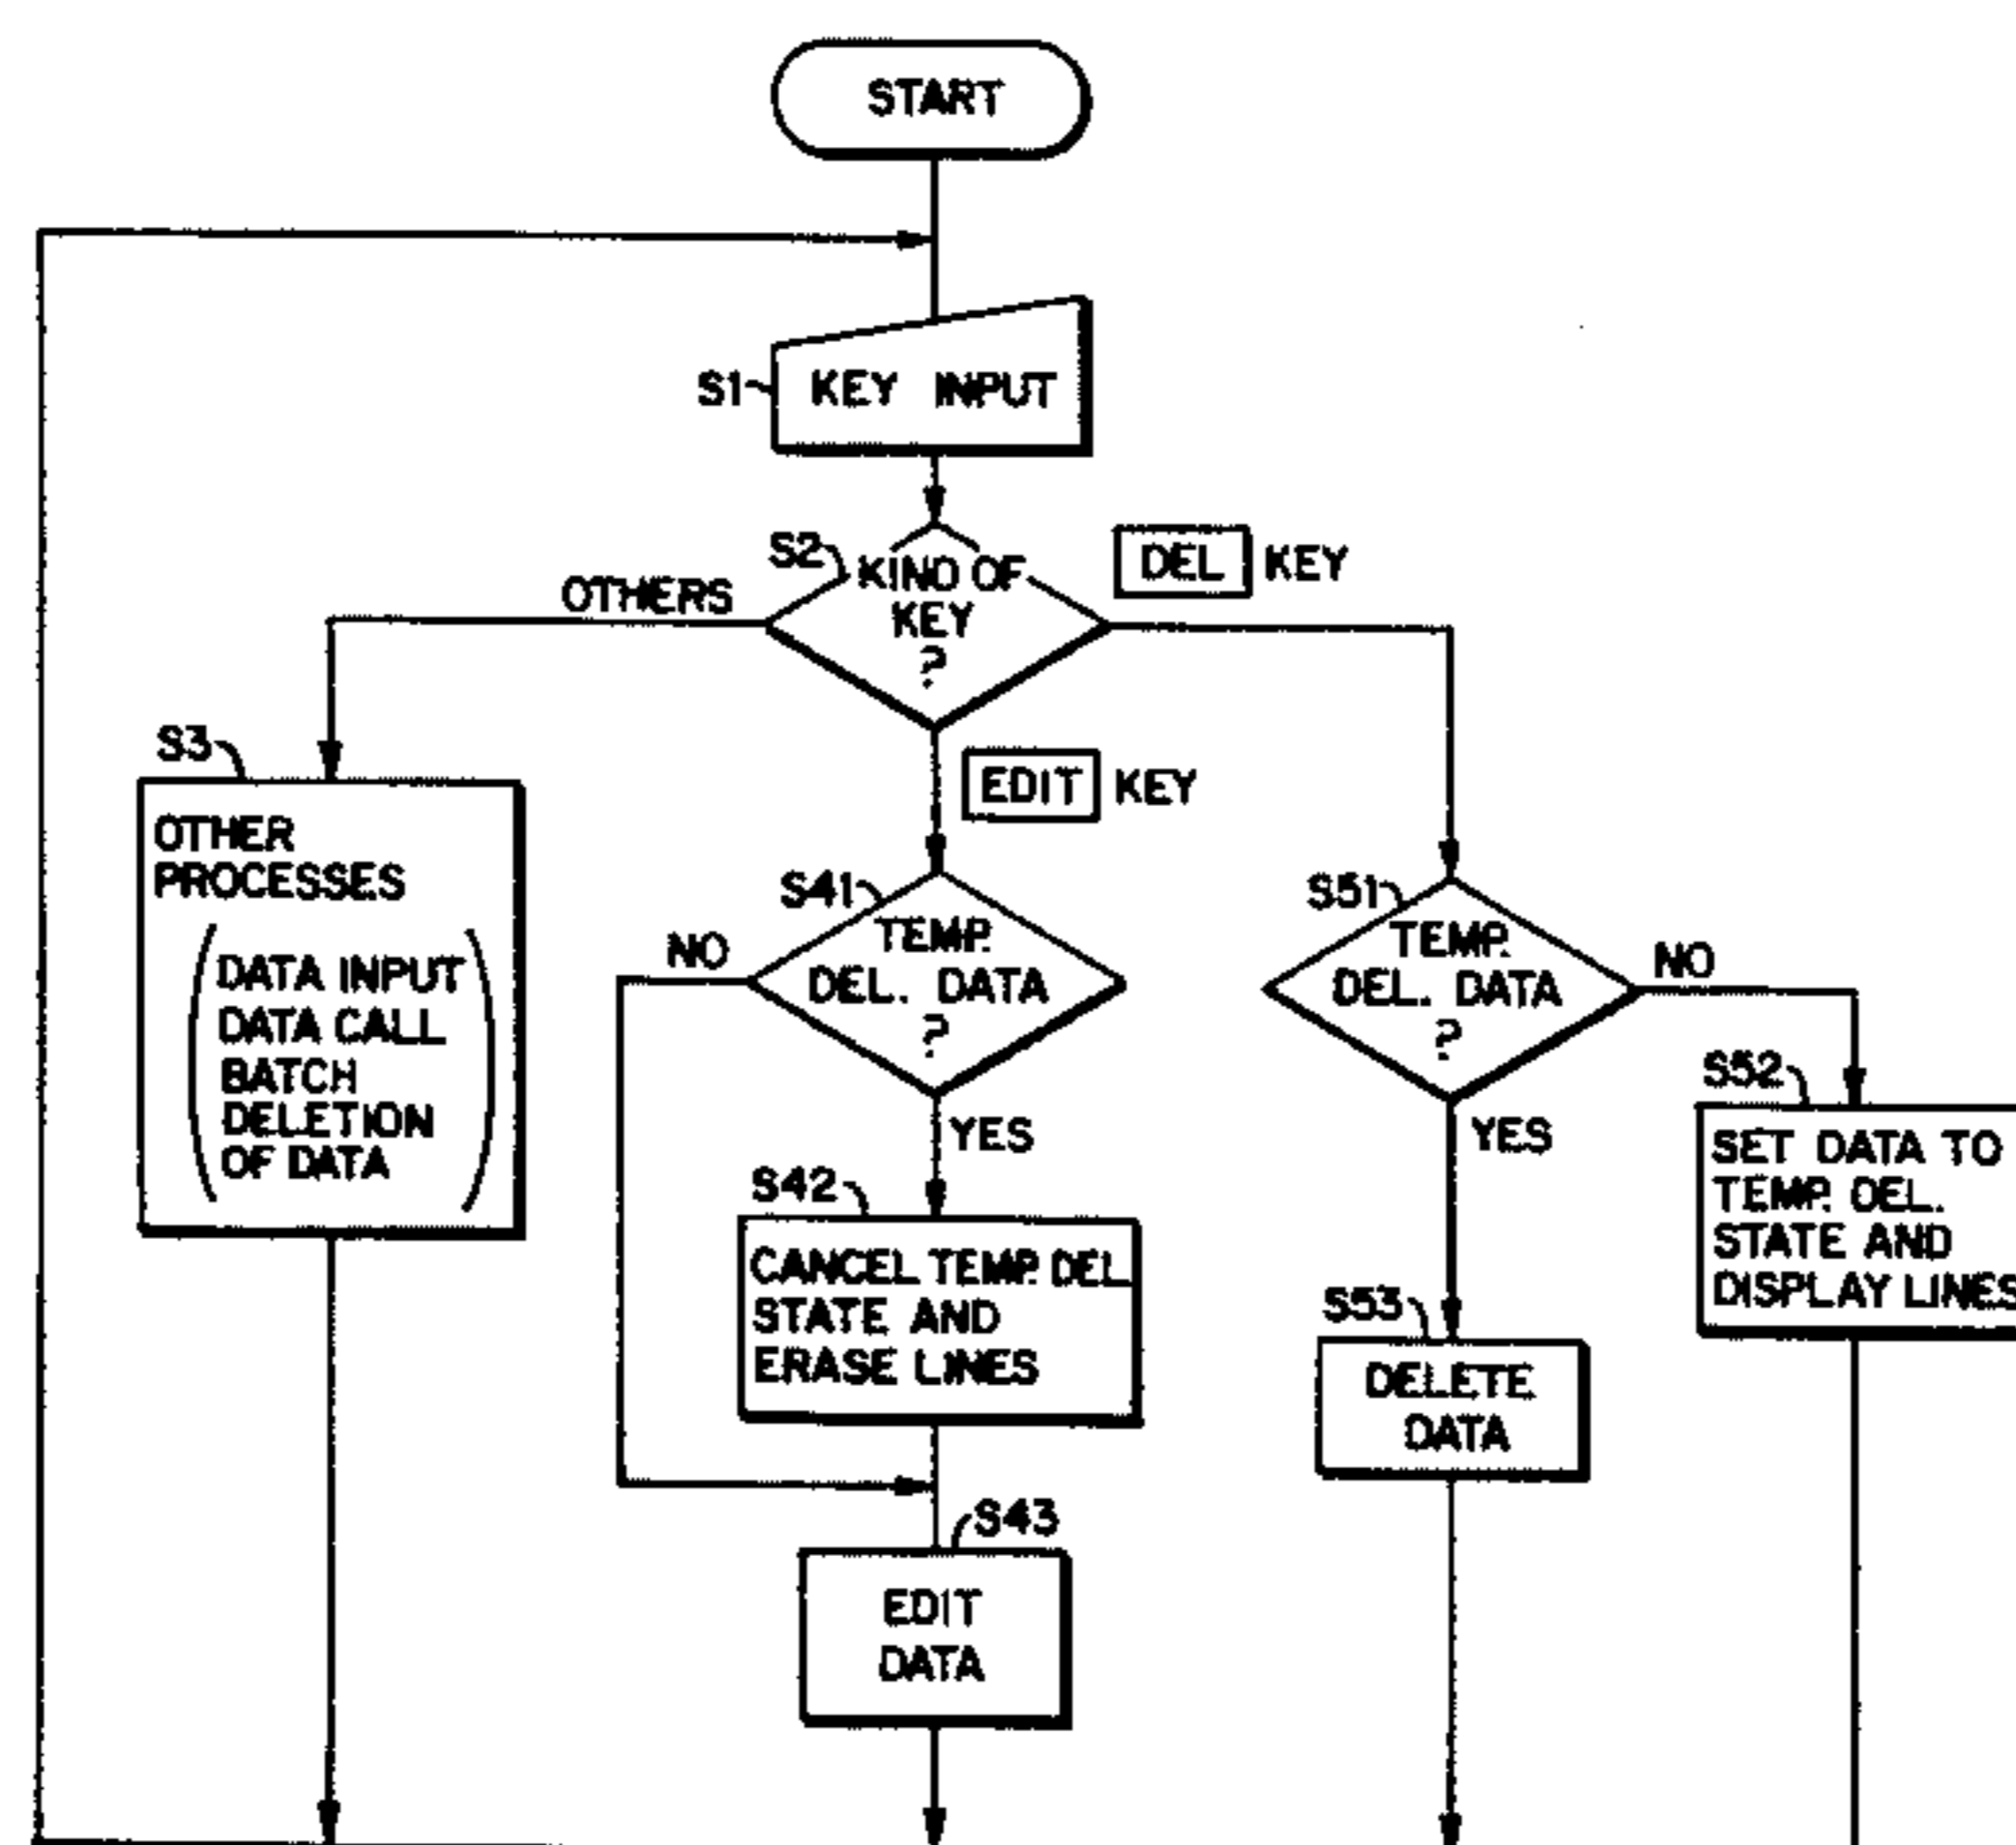 START
S1
KEY INPUT
S2
KIND OF
KEY
?
OTHERS
DEL KEY
EDIT KEY
S3
OTHER
PROCESSES
DATA INPUT
DATA CALL
BATCH
DELETION
OF DATA
S41
TEMP.
DEL. DATA
?
NO
YES
S42
CANCEL TEMP. DEL
STATE AND
ERASE LINES
S43
EDIT
DATA
S51
TEMP.
DEL. DATA
?
NO
YES
S52
SET DATA TO
TEMP. DEL.
STATE AND
DISPLAY LINES
S53
DELETE
DATA